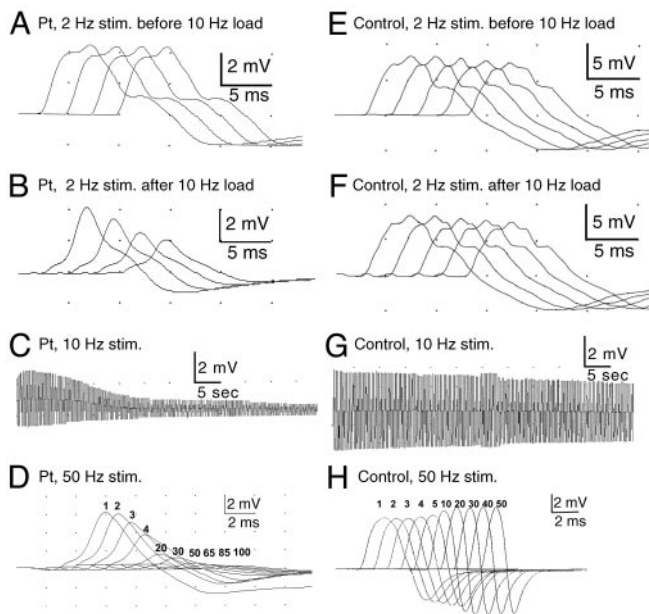 A Pt, 2 Hz stim. before 10 Hz load
2 mV
5 ms
B Pt, 2 Hz stim. after 10 Hz load
2 mV
5 ms
C Pt, 10 Hz stim.
2 mV
5 sec
D Pt, 50 Hz stim.
2 mV
2 ms
1 2 3 4 20 30 50 65 85 100
E Control, 2 Hz stim. before 10 Hz load
5 mV
5 ms
F Control, 2 Hz stim. after 10 Hz load
5 mV
5 ms
G Control, 10 Hz stim.
2 mV
5 sec
H Control, 50 Hz stim.
2 mV
2 ms
1 2 3 4 5 10 20 30 40 50